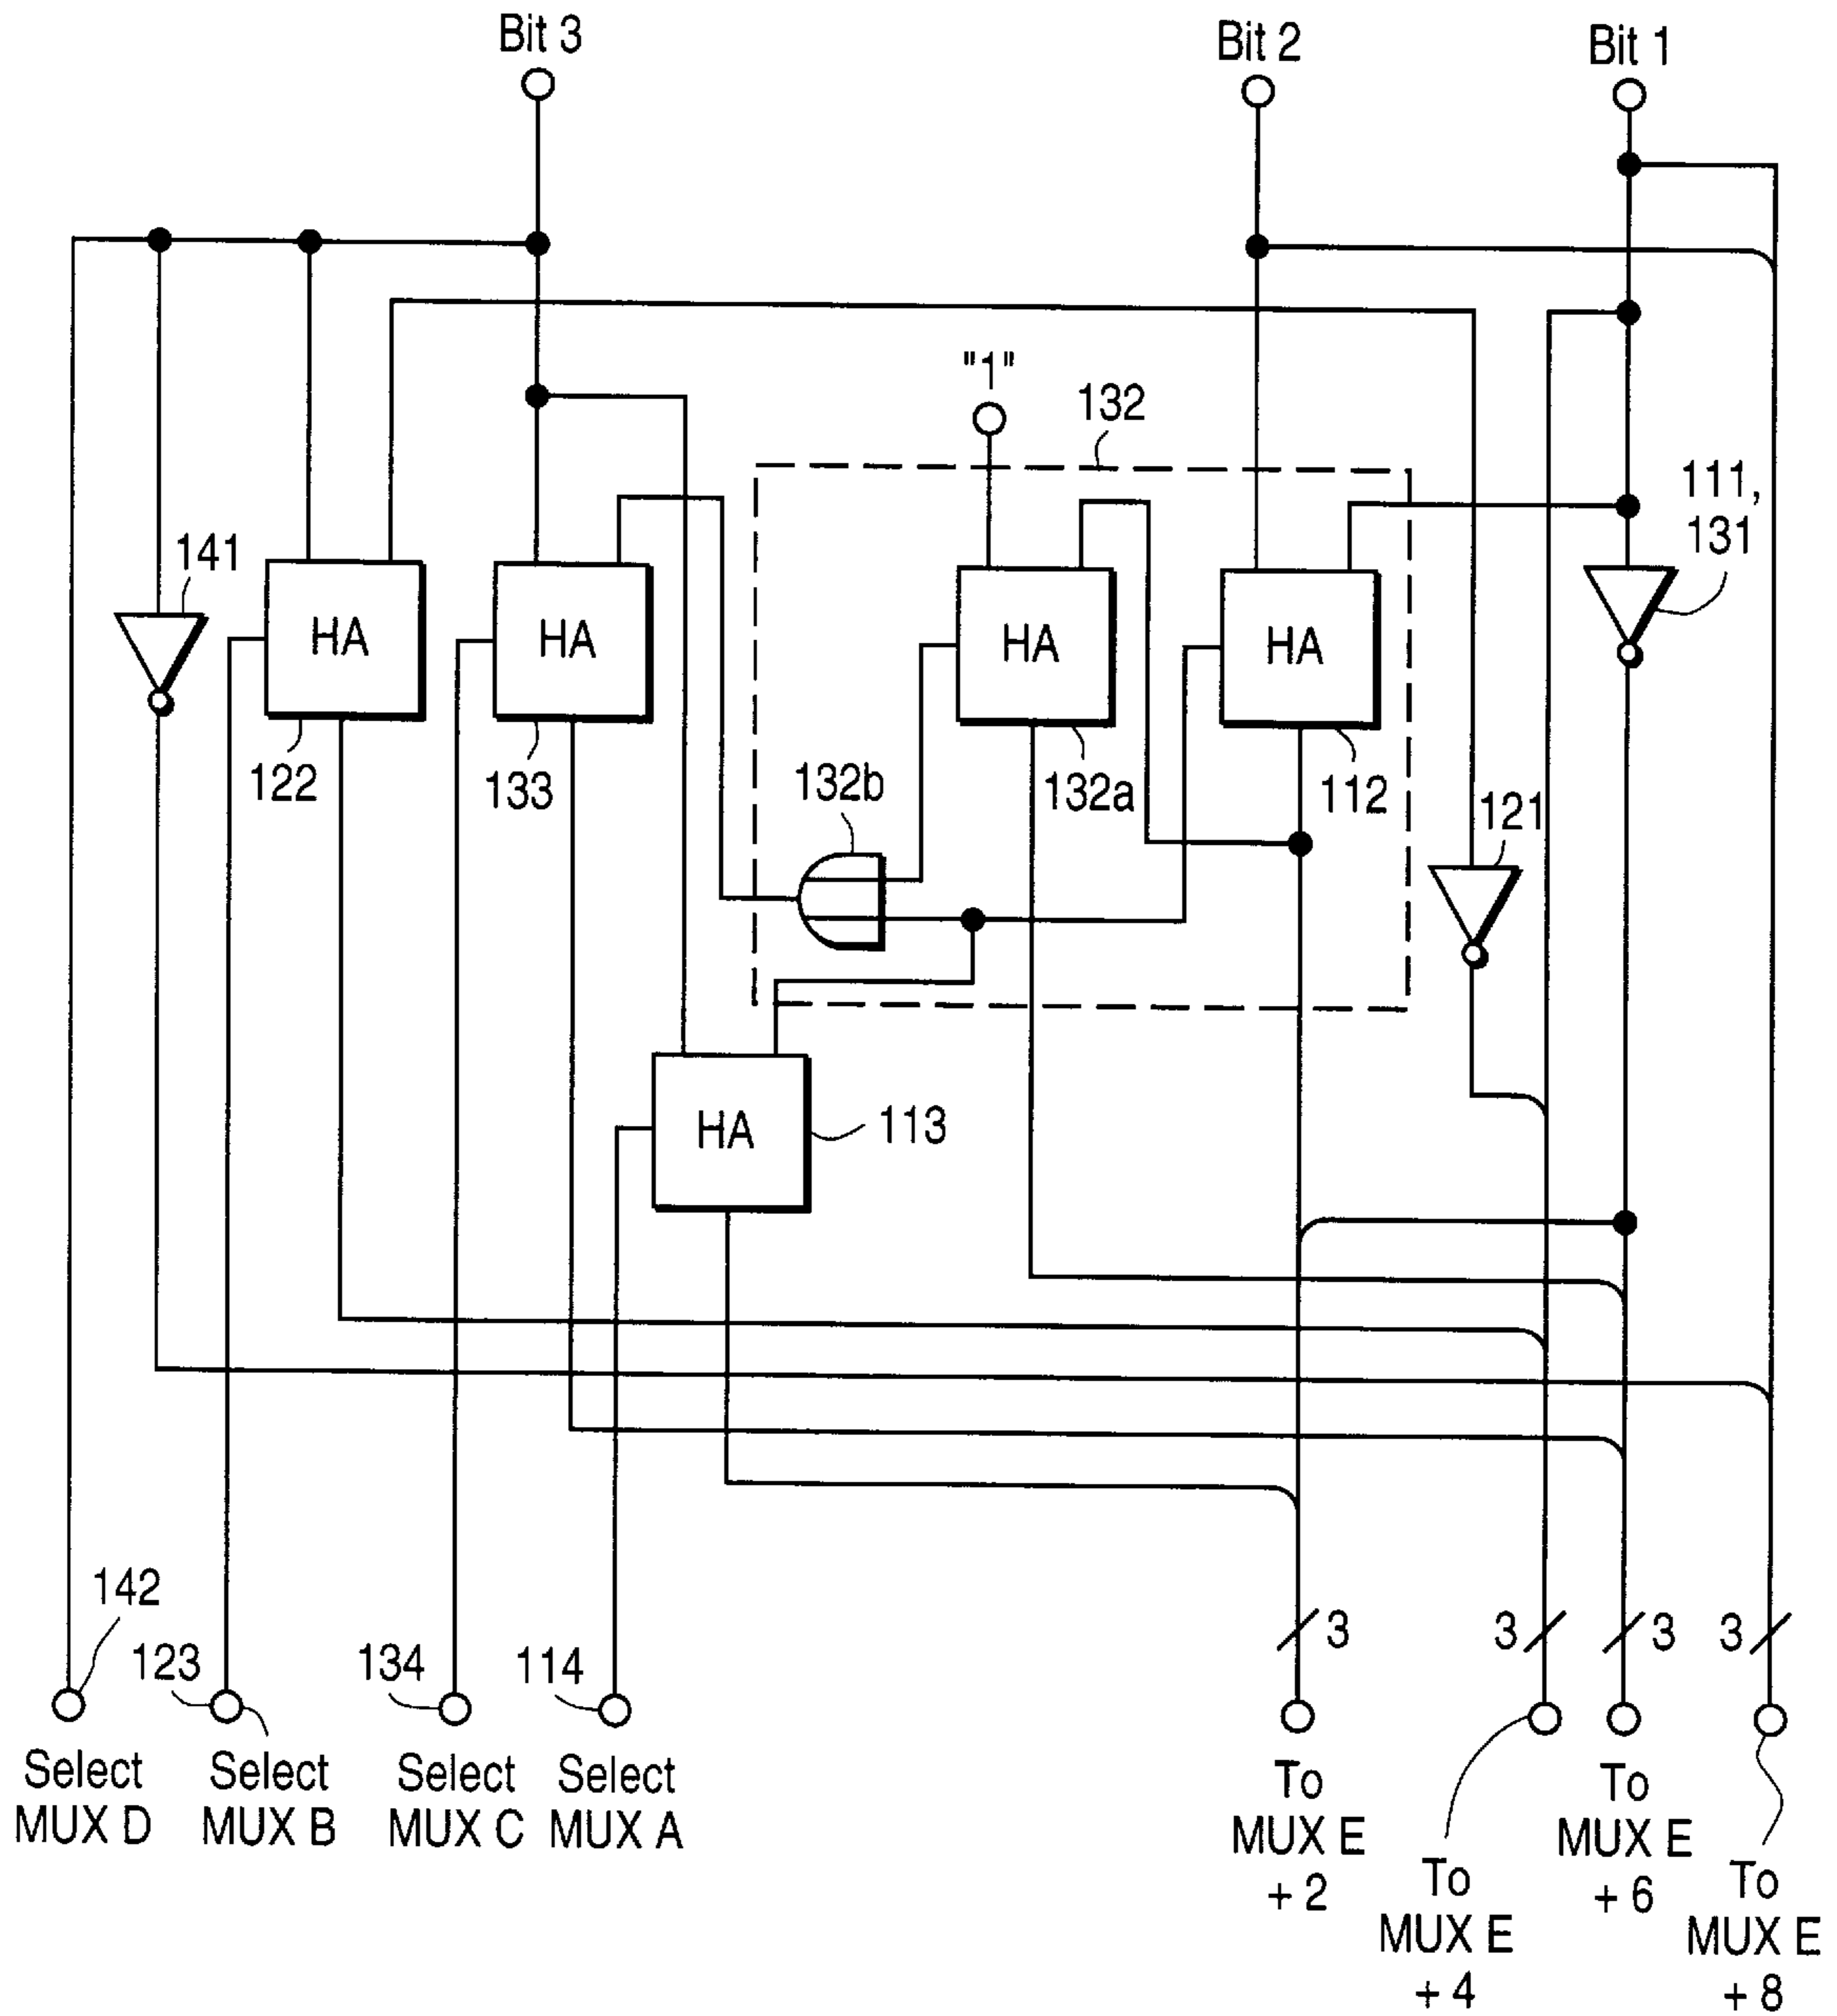 Bit 3
Bit 2
Bit 1
"1"
132
111,
131
141
HA
HA
HA
HA
122
133
132b
132a
112
121
HA
113
142
123
134
114
3
3
3
3
Select
MUX D
Select
MUX B
Select
MUX C
Select
MUX A
To
MUX E
+ 2
To
MUX E
+ 4
To
MUX E
+ 6
To
MUX E
+ 8